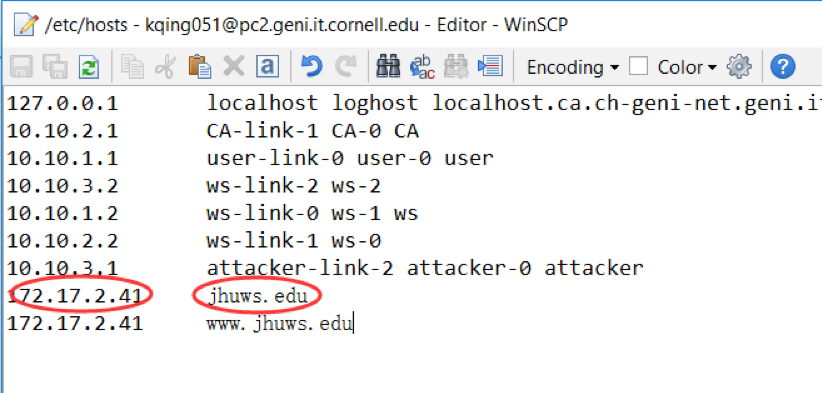 /etc/hosts - kqing051@pc2.geni.it.cornell.edu - Editor - WinSCP
Encoding Color
127.0.0.1 localhost loghost localhost.ca.ch-geni-net.geni.it
10.10.2.1 CA-link-1 CA-0 CA
10.10.1.1 user-link-0 user-0 user
10.10.3.2 ws-link-2 ws-2
10.10.1.2 ws-link-0 ws-1 ws
10.10.2.2 ws-link-1 ws-0
10.10.3.1 attacker-link-2 attacker-0 attacker
172.17.2.41 jhuws.edu
172.17.2.41 www.jhuws.edu